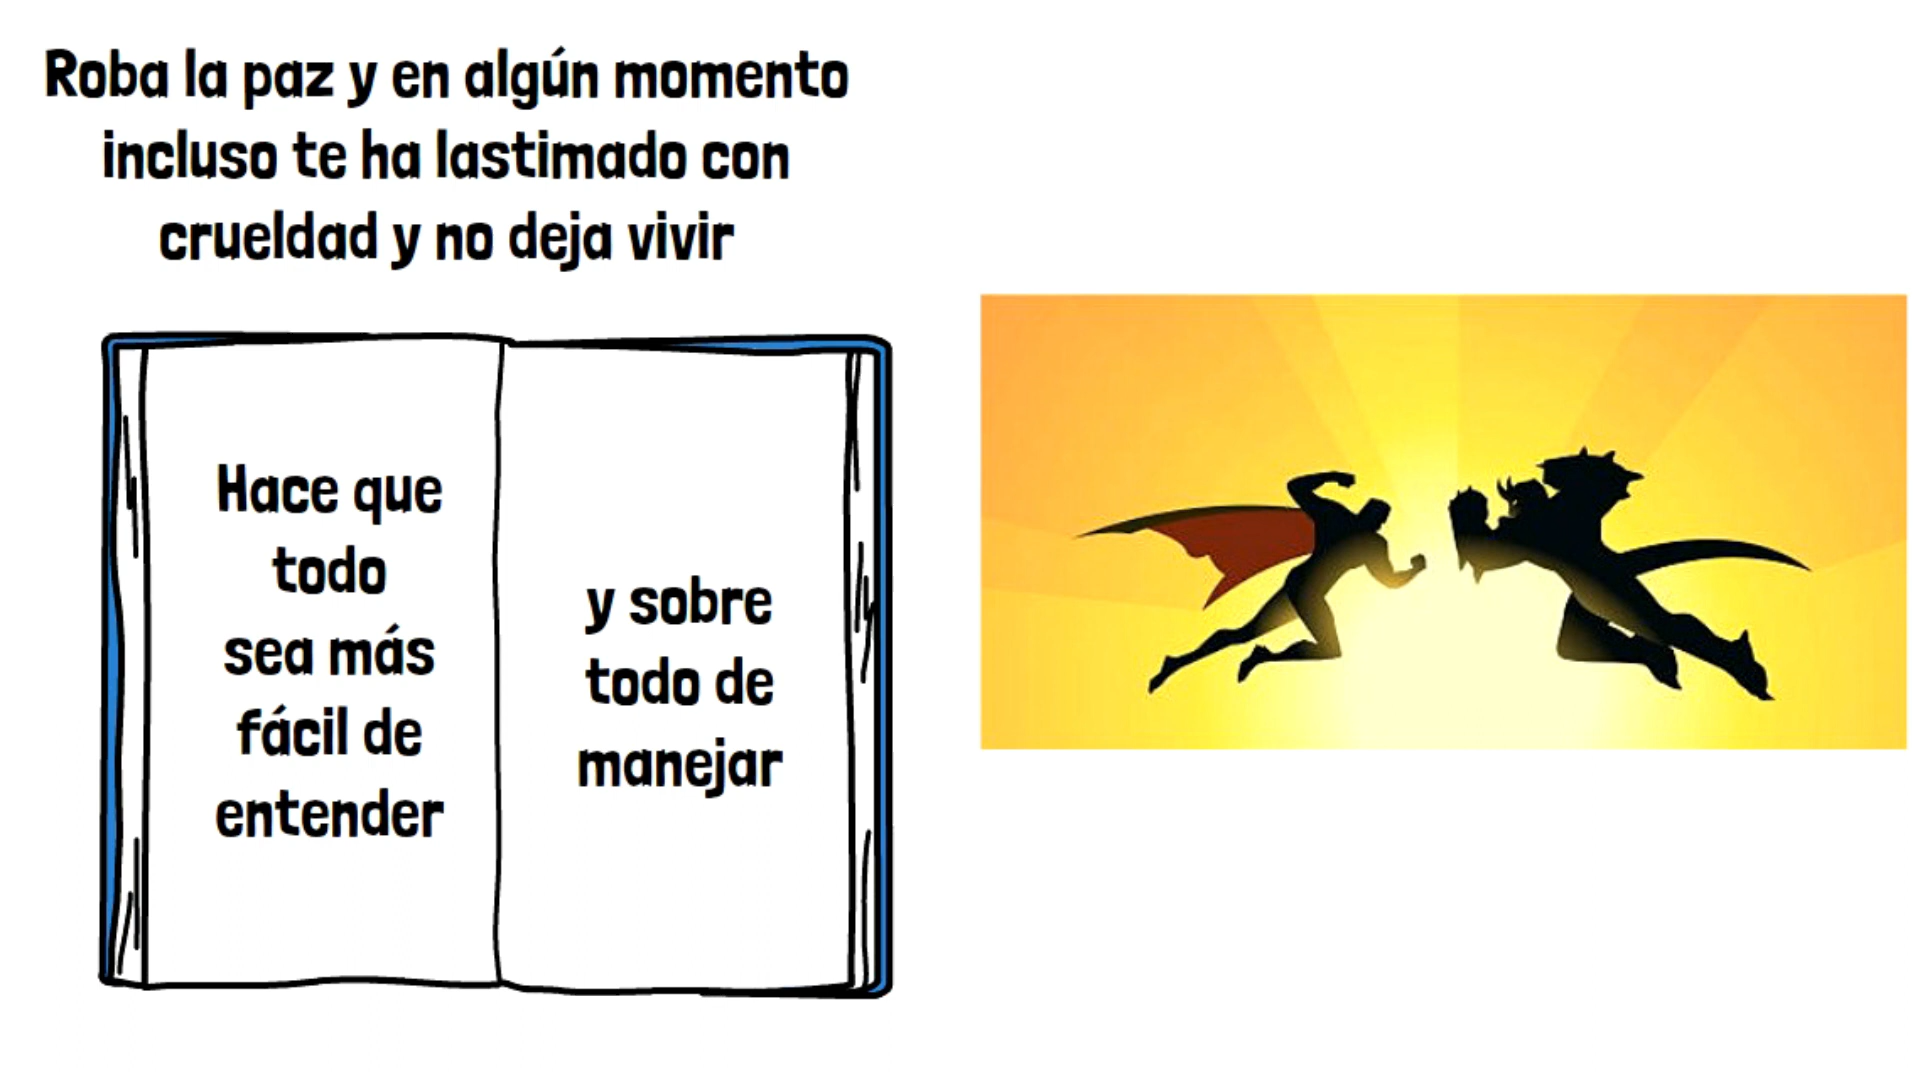 Roba la paz y en algún momento
incluso te ha lastimado con
crueldad y no deja vivir
Hace que
todo
sea más
fácil de
entender
y sobre
todo de
manejar